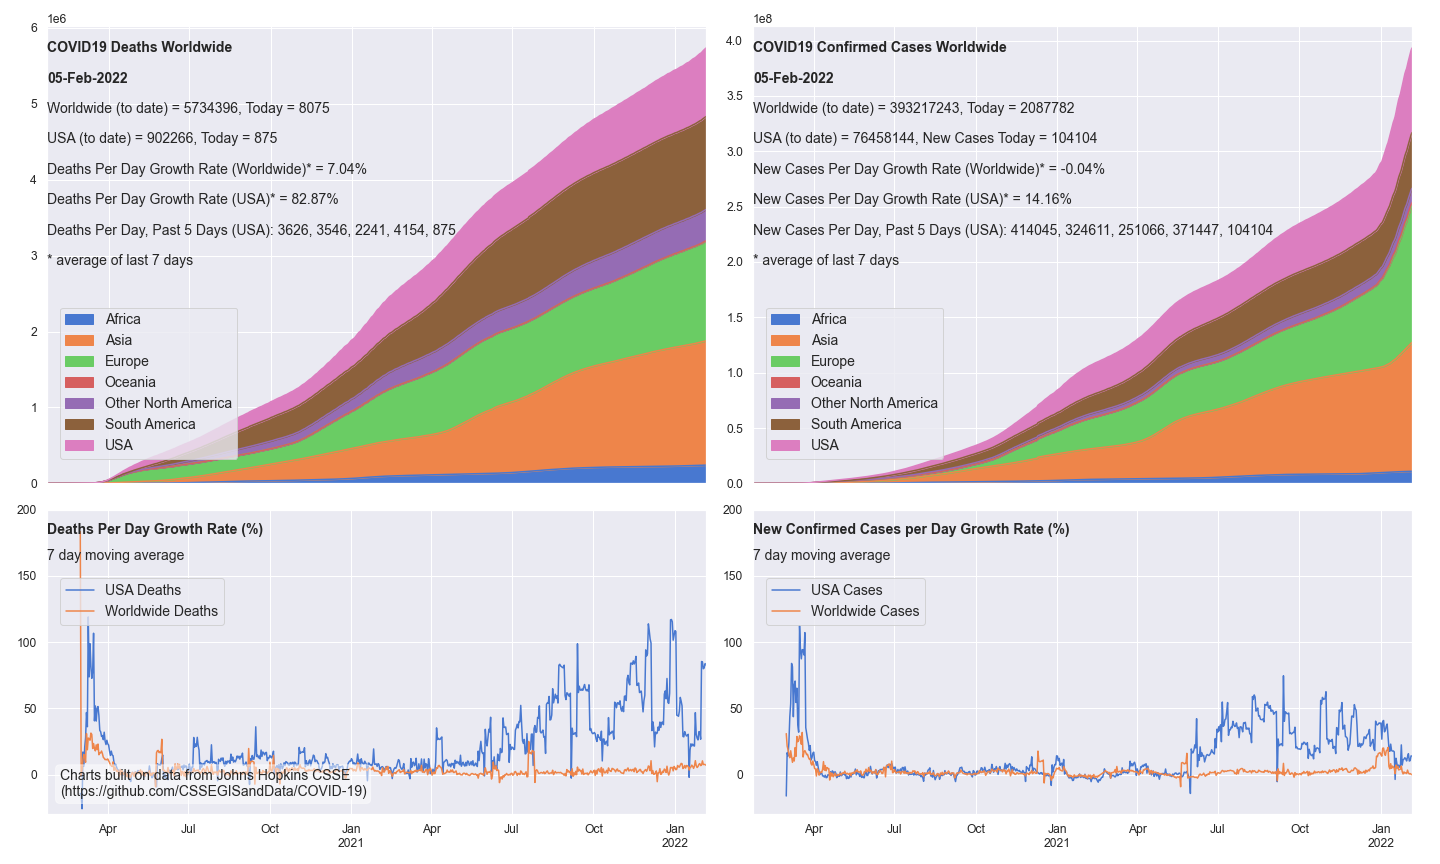 1e6
6
5
4
3
2
1
0
COVID19 Deaths Worldwide
05-Feb-2022
Worldwide (to date) = 5734396, Today = 8075
USA (to date) = 902266, Today = 875
Deaths Per Day Growth Rate (Worldwide)* = 7.04%
Deaths Per Day Growth Rate (USA)* = 82.87%
Deaths Per Day, Past 5 Days (USA): 3626, 3546, 2241, 4154, 875
* average of last 7 days
Africa
Asia
Europe
Oceania
Other North America
South America
USA
1e8
4.0
3.5
3.0
2.5
2.0
1.5
1.0
0.5
0.0
COVID19 Confirmed Cases Worldwide
05-Feb-2022
Worldwide (to date) = 393217243, Today = 2087782
USA (to date) = 76458144, New Cases Today = 104104
New Cases Per Day Growth Rate (Worldwide)* = -0.04%
New Cases Per Day Growth Rate (USA)* = 14.16%
New Cases Per Day, Past 5 Days (USA): 414045, 324611, 251066, 371447, 104104
* average of last 7 days
Africa
Asia
Europe
Oceania
Other North America
South America
USA
200
150
100
50
0
Deaths Per Day Growth Rate (%)
7 day moving average
USA Deaths
Worldwide Deaths
Charts built on data from Johns Hopkins CSSE
(https://github.com/CSSEGISandData/COVID-19)
Apr
Jul
Oct
Jan
2021
Apr
Jul
Oct
Jan
2022
200
150
100
50
0
New Confirmed Cases per Day Growth Rate (%)
7 day moving average
USA Cases
Worldwide Cases
Apr
Jul
Oct
Jan
2021
Apr
Jul
Oct
Jan
2022